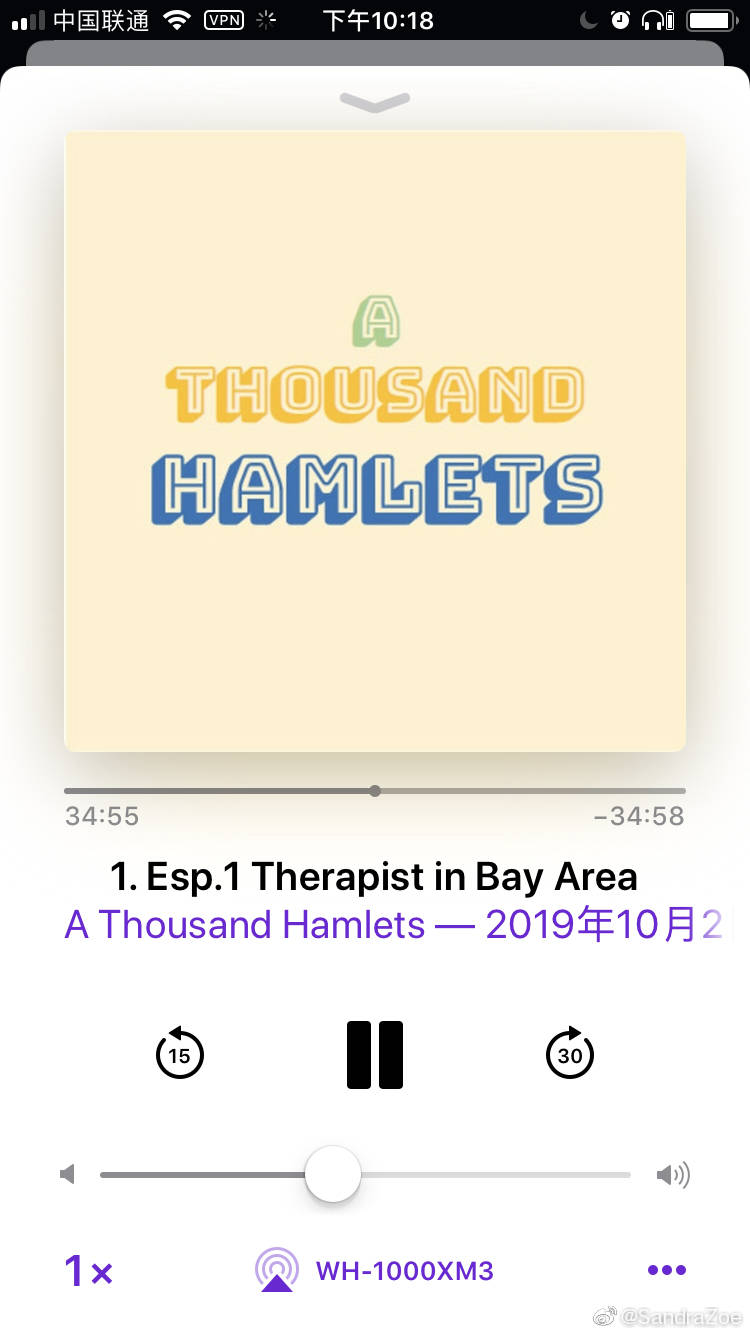 中国联通 VPN 下午10:18
A
THOUSAND
HAMLETS
34:55 −34:58
1. Esp.1 Therapist in Bay Area
A Thousand Hamlets — 2019年10月2
15 30
1× WH-1000XM3
@SandraZoe